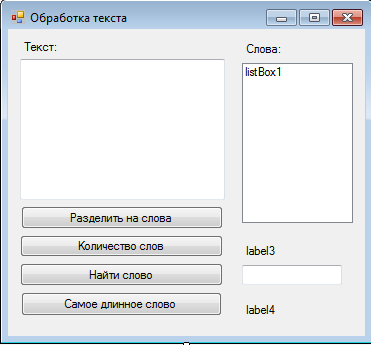 Обработка текста
Текст:
Слова:
listBox1
Разделить на слова
Количество слов
Найти слово
Самое длинное слово
label3
label4